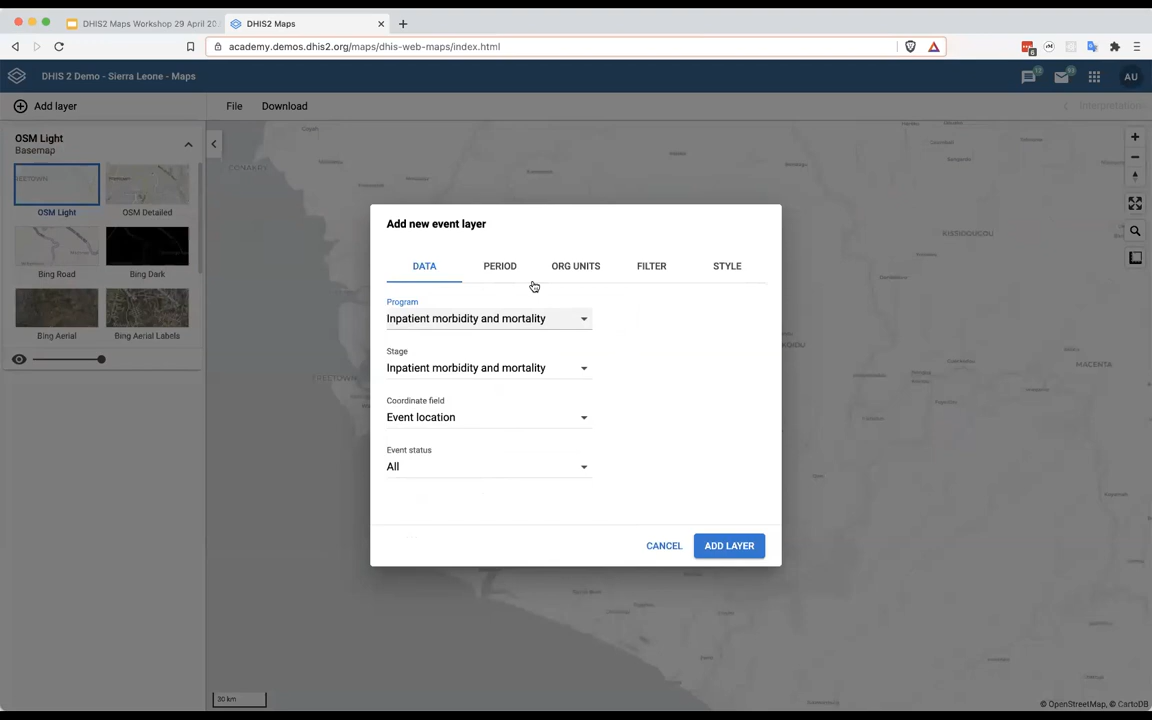 DHIS2 Maps Workshop 29 April 20
DHIS2 Maps
academy.demos.dhis2.org/maps/dhis-web-maps/index.html
DHIS 2 Demo - Sierra Leone - Maps
AU
Add layer
File
Download
Interpretations
OSM Light
Basemap
OSM Light
OSM Detailed
Bing Road
Bing Dark
Bing Aerial
Bing Aerial Labels
Add new event layer
DATA
PERIOD
ORG UNITS
FILTER
STYLE
Program
Inpatient morbidity and mortality
Stage
Inpatient morbidity and mortality
Coordinate field
Event location
Event status
All
CANCEL
ADD LAYER
CONAKRY
FREETOWN
KISSIDOUGOU
30 km
© OpenStreetMap, © CartoDB